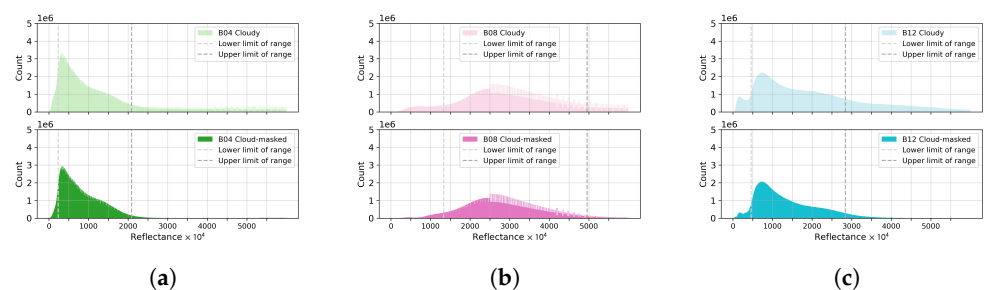 1e6
Count
5
4
3
2
1
0
B04 Cloudy
Lower limit of range
Upper limit of range
1e6
Count
5
4
3
2
1
0
B04 Cloud-masked
Lower limit of range
Upper limit of range
0 1000 2000 3000 4000 5000
Reflectance × 10⁴
(a)
1e6
Count
5
4
3
2
1
0
B08 Cloudy
Lower limit of range
Upper limit of range
1e6
Count
5
4
3
2
1
0
B08 Cloud-masked
Lower limit of range
Upper limit of range
0 1000 2000 3000 4000 5000
Reflectance × 10⁴
(b)
1e6
Count
5
4
3
2
1
0
B12 Cloudy
Lower limit of range
Upper limit of range
1e6
Count
5
4
3
2
1
0
B12 Cloud-masked
Lower limit of range
Upper limit of range
0 1000 2000 3000 4000 5000
Reflectance × 10⁴
(c)